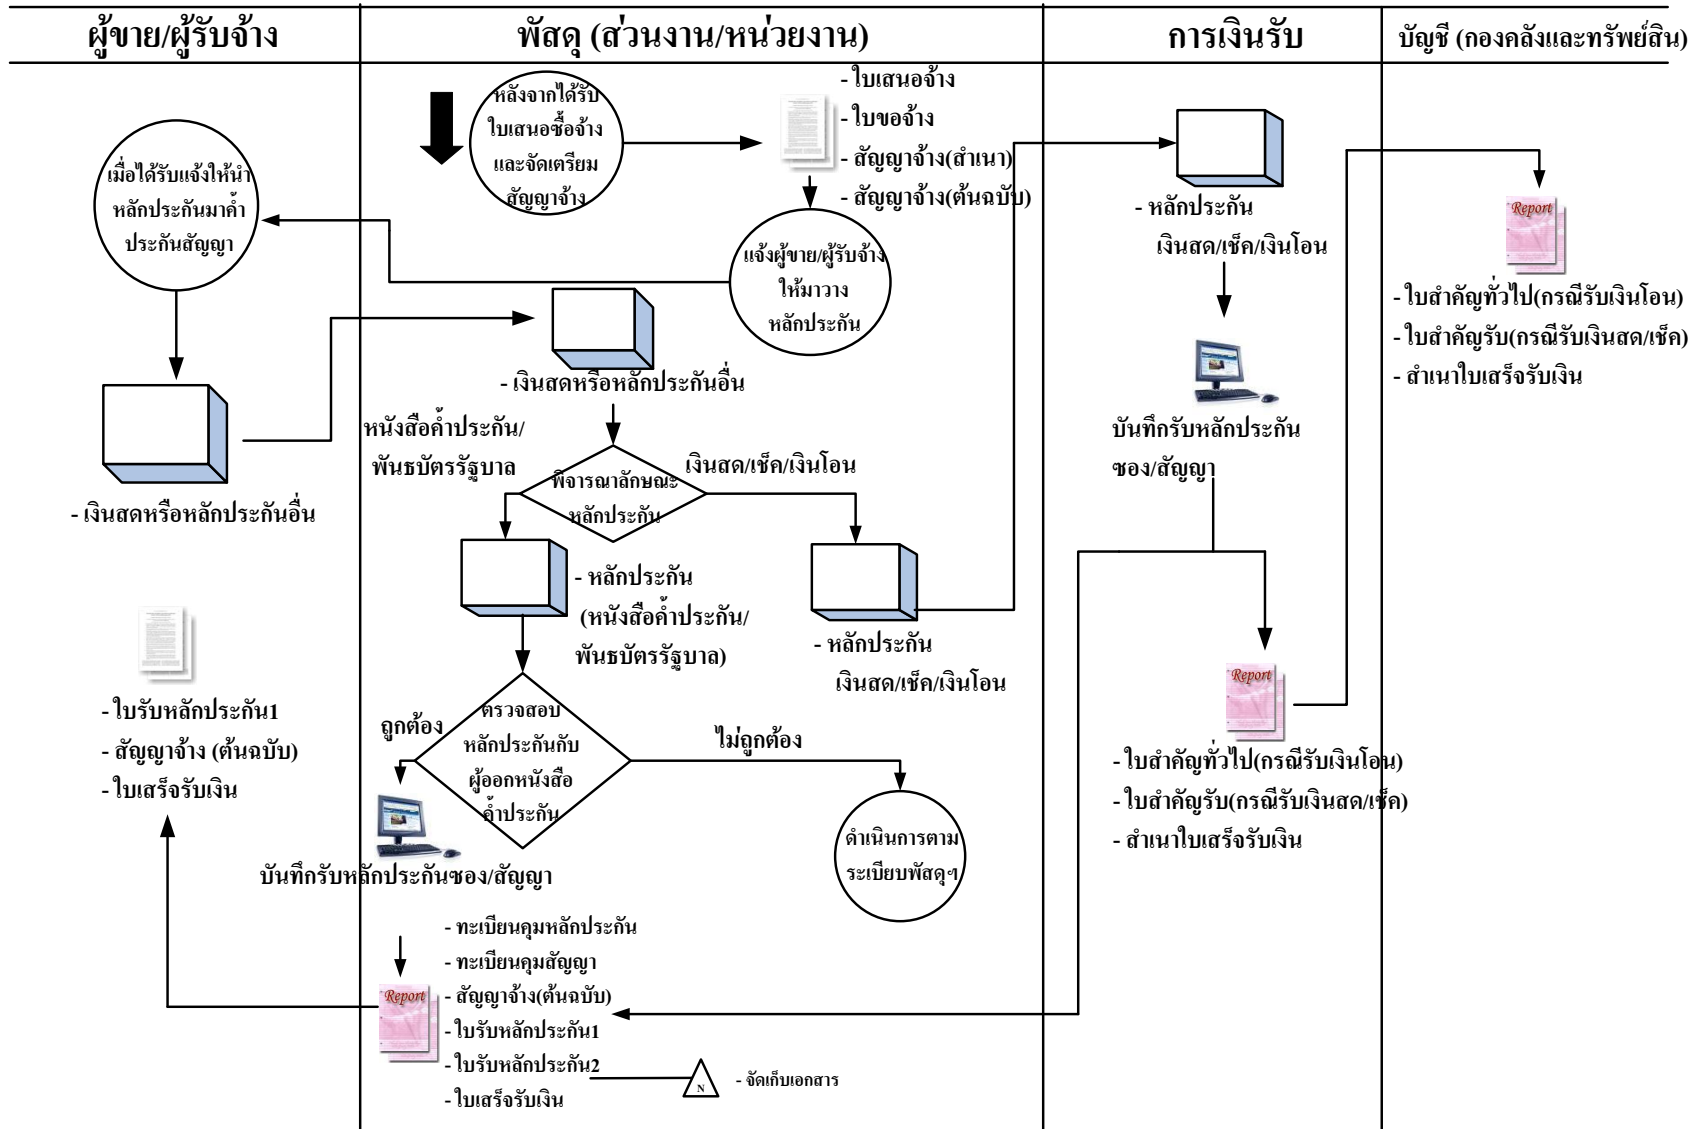 ผู้ขาย/ผู้รับจ้าง
พัสดุ (ส่วนงาน/หน่วยงาน)
การเงินรับ
บัญชี (กองคลังและทรัพย์สิน)
เมื่อได้รับแจ้งให้นำ
หลักประกันมาค้ำ
ประกันสัญญา
- เงินสดหรือหลักประกันอื่น
- ใบรับหลักประกัน1
- สัญญาจ้าง (ต้นฉบับ)
- ใบเสร็จรับเงิน
หลังจากได้รับ
ใบเสนอซื้อจ้าง
และจัดเตรียม
สัญญาจ้าง
- ใบเสนอจ้าง
- ใบขอจ้าง
- สัญญาจ้าง(สำเนา)
- สัญญาจ้าง(ต้นฉบับ)
แจ้งผู้ขาย/ผู้รับจ้าง
ให้มาวาง
หลักประกัน
- เงินสดหรือหลักประกันอื่น
หนังสือค้ำประกัน/
พันธบัตรรัฐบาล
เงินสด/เช็ค/เงินโอน
พิจารณาลักษณะ
หลักประกัน
- หลักประกัน
(หนังสือค้ำประกัน/
พันธบัตรรัฐบาล)
- หลักประกัน
เงินสด/เช็ค/เงินโอน
ถูกต้อง
ตรวจสอบ
หลักประกันกับ
ผู้ออกหนังสือ
ค้ำประกัน
ไม่ถูกต้อง
ดำเนินการตาม
ระเบียบพัสดุฯ
บันทึกรับหลักประกันซอง/สัญญา
Report
- ทะเบียนคุมหลักประกัน
- ทะเบียนคุมสัญญา
- สัญญาจ้าง(ต้นฉบับ)
- ใบรับหลักประกัน1
- ใบรับหลักประกัน2
- ใบเสร็จรับเงิน
N
- จัดเก็บเอกสาร
- หลักประกัน
เงินสด/เช็ค/เงินโอน
บันทึกรับหลักประกัน
ซอง/สัญญา
Report
- ใบสำคัญทั่วไป(กรณีรับเงินโอน)
- ใบสำคัญรับ(กรณีรับเงินสด/เช็ค)
- สำเนาใบเสร็จรับเงิน
Report
- ใบสำคัญทั่วไป(กรณีรับเงินโอน)
- ใบสำคัญรับ(กรณีรับเงินสด/เช็ค)
- สำเนาใบเสร็จรับเงิน